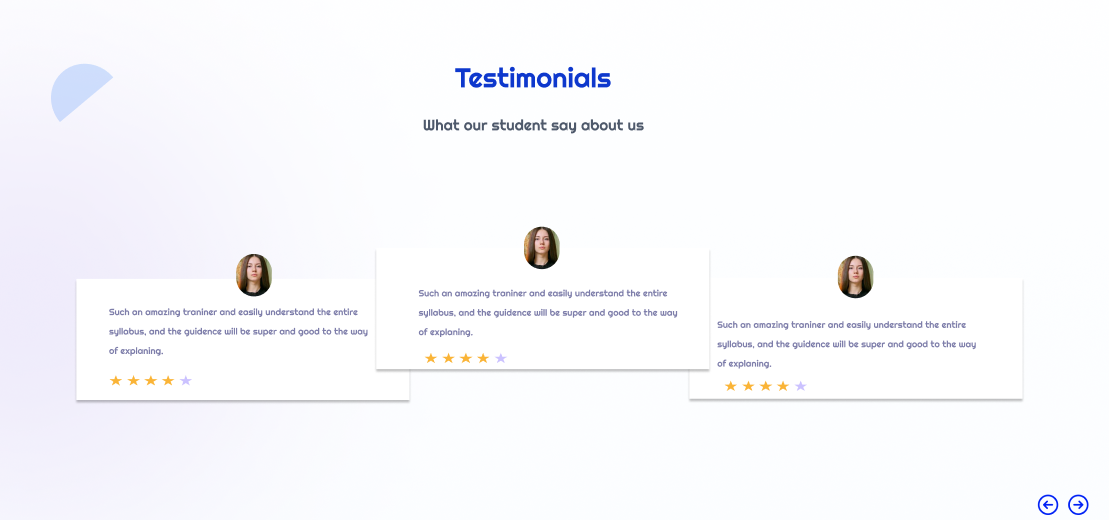 Testimonials
What our student say about us
Such an amazing traniner and easily understand the entire
syllabus, and the guidence will be super and good to the way
of explaning.
Such an amazing traniner and easily understand the entire
syllabus, and the guidence will be super and good to the way
of explaning.
Such an amazing traniner and easily understand the entire
syllabus, and the guidence will be super and good to the way
of explaning.